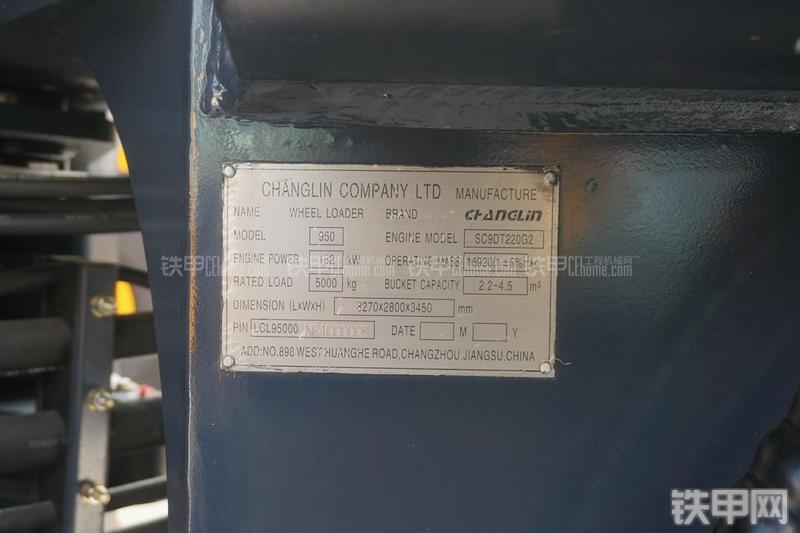 CHANGLIN COMPANY LTD MANUFACTURE
NAME WHEEL LOADER BRAND CHANGLIN
MODEL 950 ENGINE MODEL SC9DT220G2
ENGINE POWER 162 kW OPERATING MASS 16920(1±5%) kg
RATED LOAD 5000 kg BUCKET CAPACITY 2.2-4.5 m³
DIMENSION (LxWxH) 8270X2800X3450 mm
PIN LCL95000 DATE M Y
ADD:NO.898 WEST HUANGHE ROAD,CHANGZHOU,JIANGSU,CHINA
铁甲网